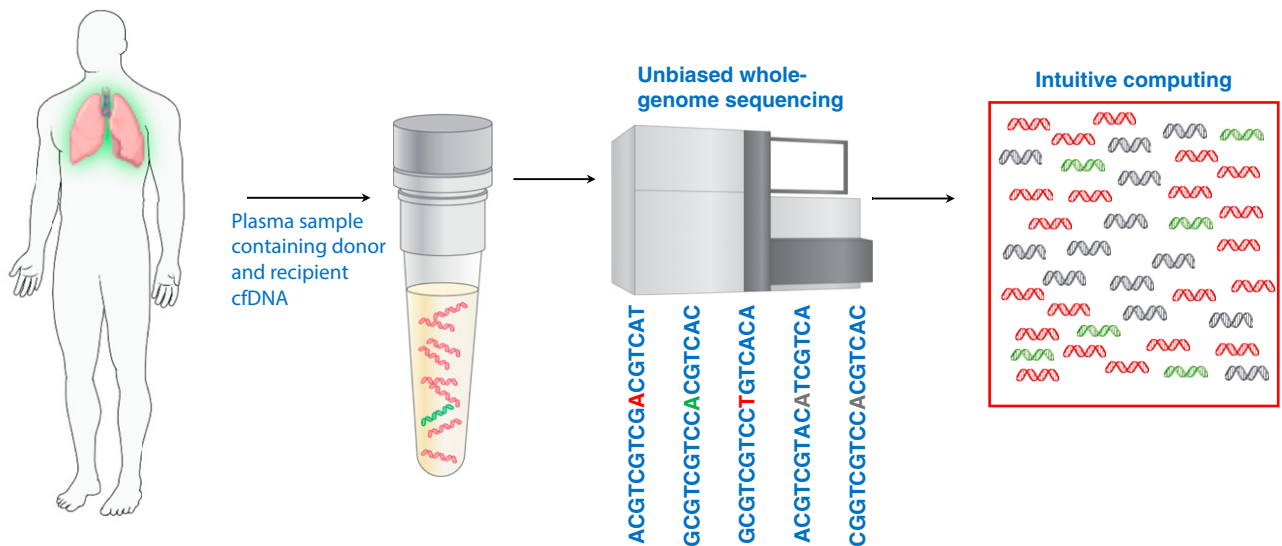 Unbiased whole-
genome sequencing
Intuitive computing
Plasma sample
containing donor
and recipient
cfDNA
ACGTCGTCGACGTCAT
GCGTCGTCCACGTCAC
GCGTCGTCCTGTCACA
ACGTCGTACATCGTCA
CGGTCGTCCACGTCAC